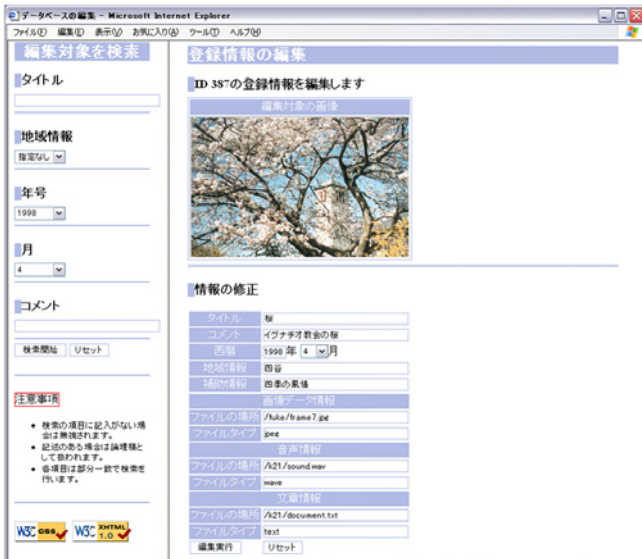 データベースの編集 - Microsoft Internet Explorer
ファイル(F) 編集(E) 表示(V) お気に入り(A) ツール(T) ヘルプ(H)
編集対象を検索
タイトル
地域情報
指定なし
年号
1998
月
4
コメント
検索開始 リセット
注意事項
検索の項目に記入がない場
合は無視されます。
記述のある場合は論理積と
して扱われます。
各項目は部分一致で検索を
行います。
W3C CSS W3C XHTML 1.0
登録情報の編集
ID 387の登録情報を編集します
編集対象の画像
情報の修正
タイトル 桜
コメント イグナチオ教会の桜
西暦 1998 年 4 月
地域情報 四谷
補助情報 四季の風情
画像データ情報
ファイルの場所 /fuke/frame7.jpg
ファイルタイプ jpeg
音声情報
ファイルの場所 /k21/sound.wav
ファイルタイプ wave
文章情報
ファイルの場所 /k21/document.txt
ファイルタイプ text
編集実行 リセット